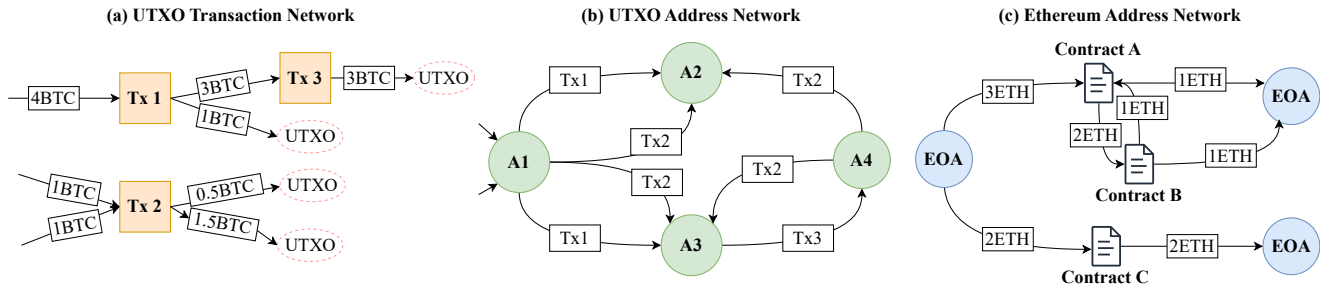 (a) UTXO Transaction Network
4BTC
Tx 1
3BTC
1BTC
Tx 3
3BTC
UTXO
UTXO
1BTC
1BTC
Tx 2
0.5BTC
1.5BTC
UTXO
UTXO
(b) UTXO Address Network
A1
Tx1
Tx2
Tx2
Tx1
A2
A3
Tx2
Tx2
Tx3
A4
(c) Ethereum Address Network
EOA
3ETH
2ETH
Contract A
2ETH
1ETH
1ETH
Contract B
1ETH
EOA
Contract C
2ETH
EOA